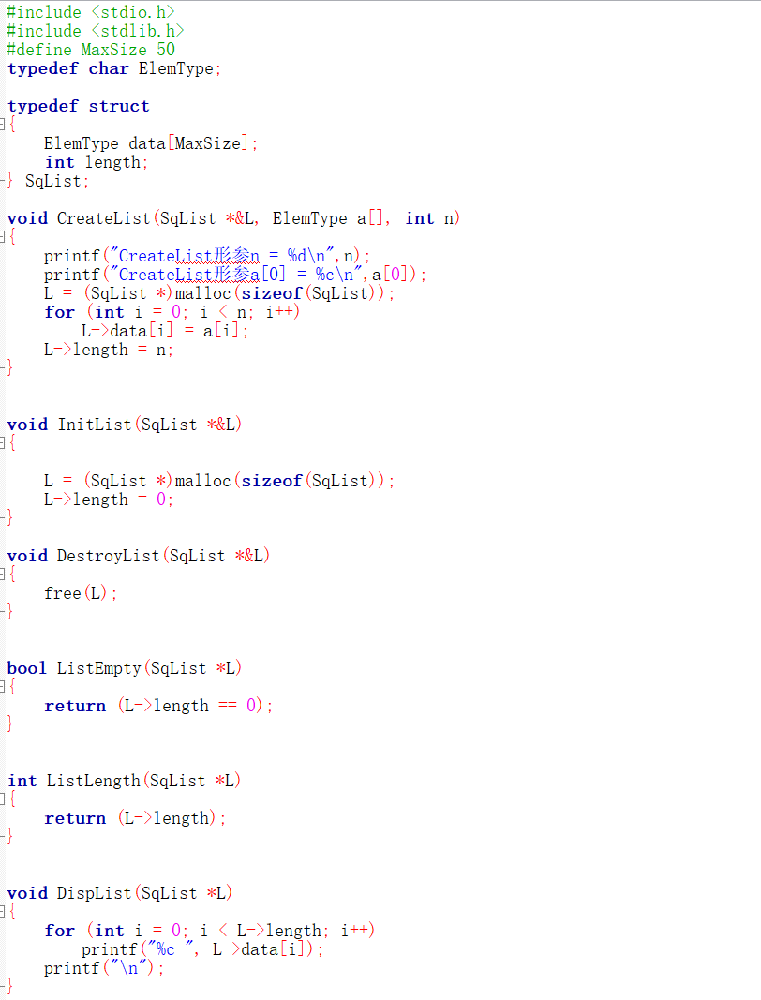 #include <stdio.h>
#include <stdlib.h>
#define MaxSize 50
typedef char ElemType;
typedef struct
{
    ElemType data[MaxSize];
    int length;
} SqList;
void CreateList(SqList *&L, ElemType a[], int n)
{
    printf("CreateList形参n = %d\n",n);
    printf("CreateList形参a[0] = %c\n",a[0]);
    L = (SqList *)malloc(sizeof(SqList));
    for (int i = 0; i < n; i++)
        L->data[i] = a[i];
    L->length = n;
}
void InitList(SqList *&L)
{
    L = (SqList *)malloc(sizeof(SqList));
    L->length = 0;
}
void DestroyList(SqList *&L)
{
    free(L);
}
bool ListEmpty(SqList *L)
{
    return (L->length == 0);
}
int ListLength(SqList *L)
{
    return (L->length);
}
void DispList(SqList *L)
{
    for (int i = 0; i < L->length; i++)
        printf("%c ", L->data[i]);
    printf("\n");
}